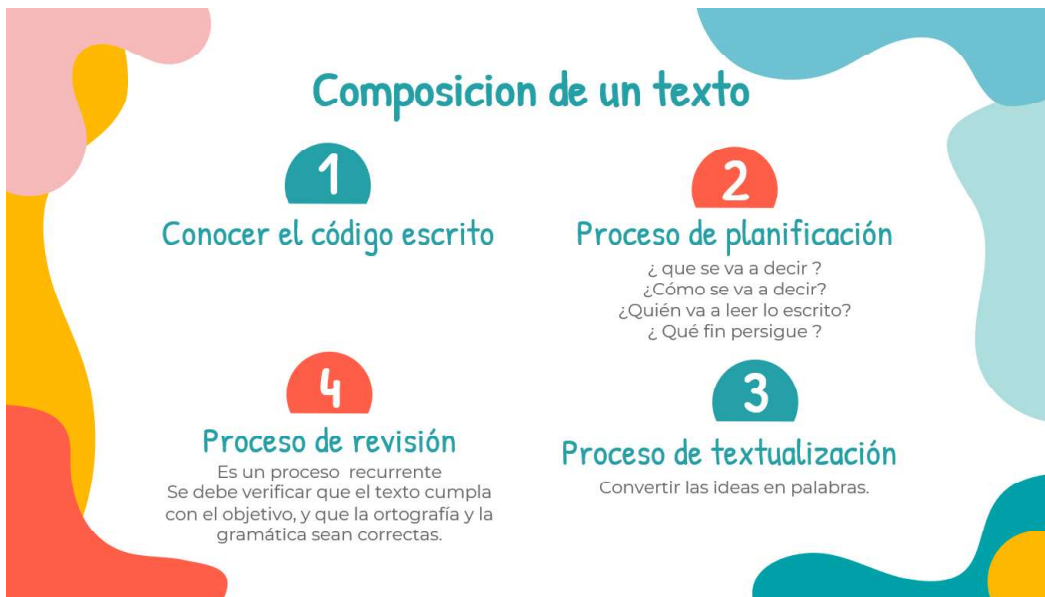 Composicion de un texto
1
Conocer el código escrito
2
Proceso de planificación
¿ que se va a decir ?
¿Cómo se va a decir?
¿Quién va a leer lo escrito?
¿ Qué fin persigue ?
3
Proceso de textualización
Convertir las ideas en palabras.
4
Proceso de revisión
Es un proceso recurrente
Se debe verificar que el texto cumpla
con el objetivo, y que la ortografía y la
gramática sean correctas.